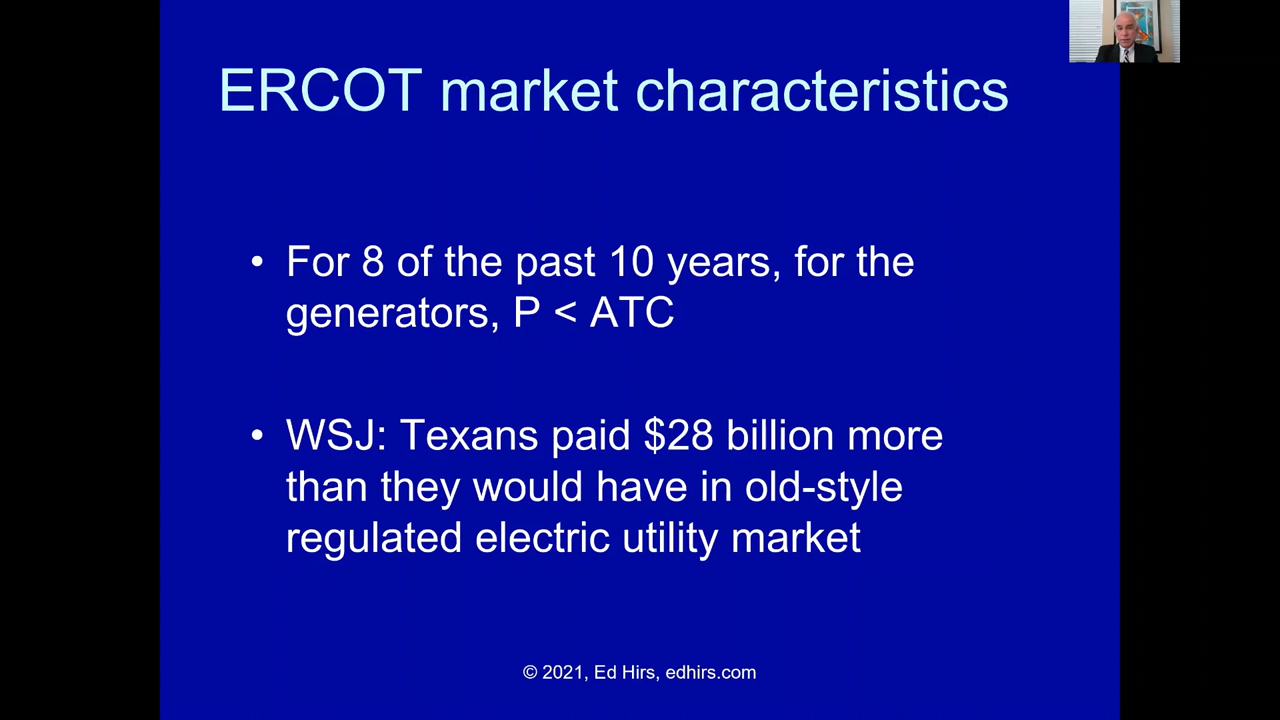 ERCOT market characteristics
• For 8 of the past 10 years, for the
generators, P < ATC
• WSJ: Texans paid $28 billion more
than they would have in old-style
regulated electric utility market
© 2021, Ed Hirs, edhirs.com